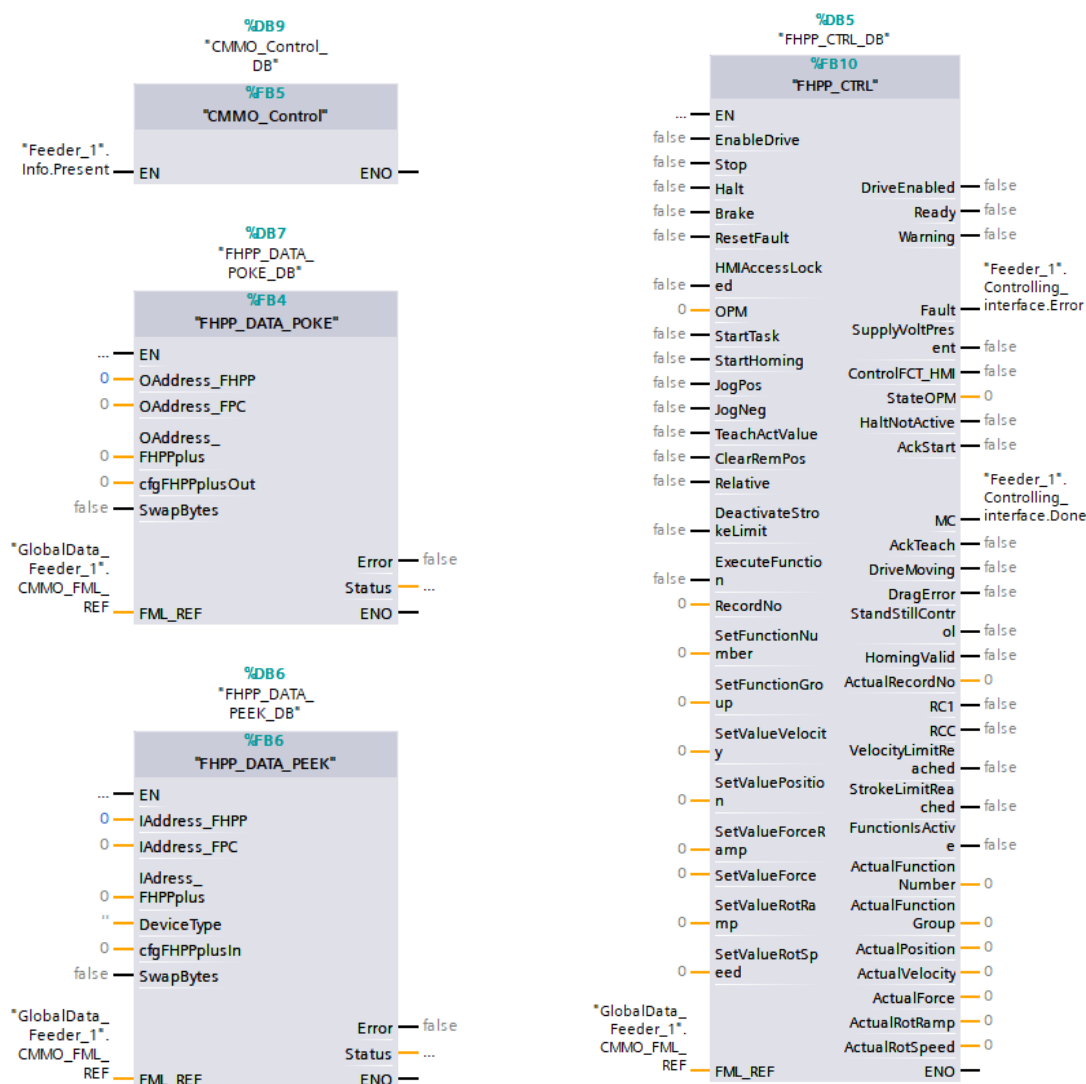 %DB9
"CMMO_Control_
DB"
%FB5
"CMMO_Control"
"Feeder_1".
Info.Present
EN
ENO
%DB7
"FHPP_DATA_
POKE_DB"
%FB4
"FHPP_DATA_POKE"
... EN
0 OAddress_FHPP
0 OAddress_FPC
OAddress_
0 FHPPplus
0 cfgFHPPplusOut
false SwapBytes
"GlobalData_
Feeder_1".
CMMO_FML_
REF
FML_REF
Error false
Status ...
ENO
%DB6
"FHPP_DATA_
PEEK_DB"
%FB6
"FHPP_DATA_PEEK"
... EN
0 IAddress_FHPP
0 IAddress_FPC
IAdress_
0 FHPPplus
'' DeviceType
0 cfgFHPPplusIn
false SwapBytes
"GlobalData_
Feeder_1".
CMMO_FML_
REF
FML_REF
Error false
Status ...
ENO
%DB5
"FHPP_CTRL_DB"
%FB10
"FHPP_CTRL"
... EN
false EnableDrive
false Stop
false Halt
false Brake
false ResetFault
HMIAccessLock
false ed
0 OPM
false StartTask
false StartHoming
false JogPos
false JogNeg
false TeachActValue
false ClearRemPos
false Relative
DeactivateStro
false keLimit
ExecuteFunctio
false n
0 RecordNo
SetFunctionNu
0 mber
SetFunctionGro
0 up
SetValueVelocit
0 y
SetValuePositio
0 n
SetValueForceR
0 amp
0 SetValueForce
SetValueRotRa
0 mp
SetValueRotSp
0 eed
"GlobalData_
Feeder_1".
CMMO_FML_
REF
FML_REF
DriveEnabled false
Ready false
Warning false
"Feeder_1".
Controlling_
Fault interface.Error
SupplyVoltPres
ent false
ControlFCT_HMI false
StateOPM 0
HaltNotActive false
AckStart false
"Feeder_1".
Controlling_
MC interface.Done
AckTeach false
DriveMoving false
DragError false
StandStillContr
ol false
HomingValid false
ActualRecordNo 0
RC1 false
RCC false
VelocityLimitRe
ached false
StrokeLimitRea
ched false
FunctionIsActiv
e false
ActualFunction
Number 0
ActualFunction
Group 0
ActualPosition 0
ActualVelocity 0
ActualForce 0
ActualRotRamp 0
ActualRotSpeed 0
ENO